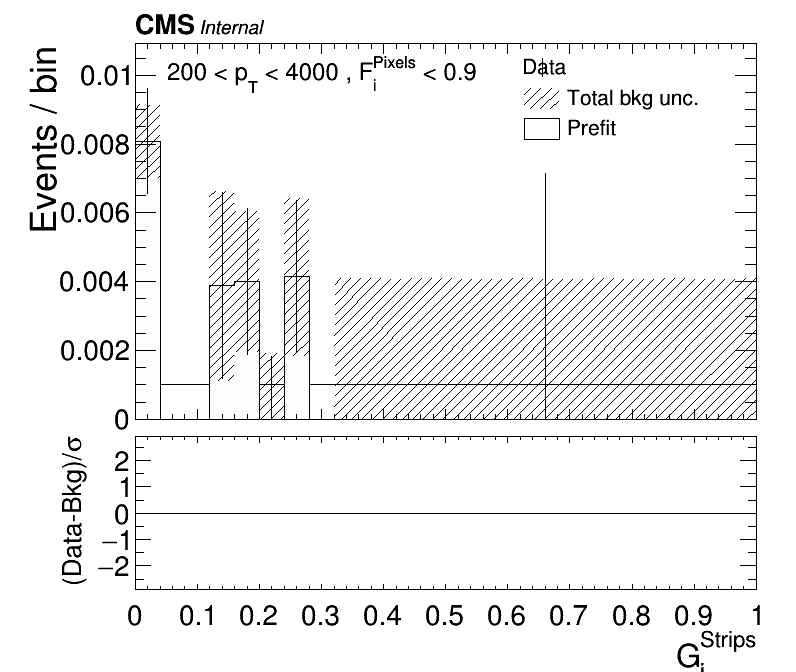 CMS Internal
200 < p_T < 4000 , F_i^Pixels < 0.9
Data
Total bkg unc.
Prefit
Events / bin
0.01
0.008
0.006
0.004
0.002
0
(Data-Bkg)/σ
2
1
0
−1
−2
0 0.1 0.2 0.3 0.4 0.5 0.6 0.7 0.8 0.9 1
G_i^Strips